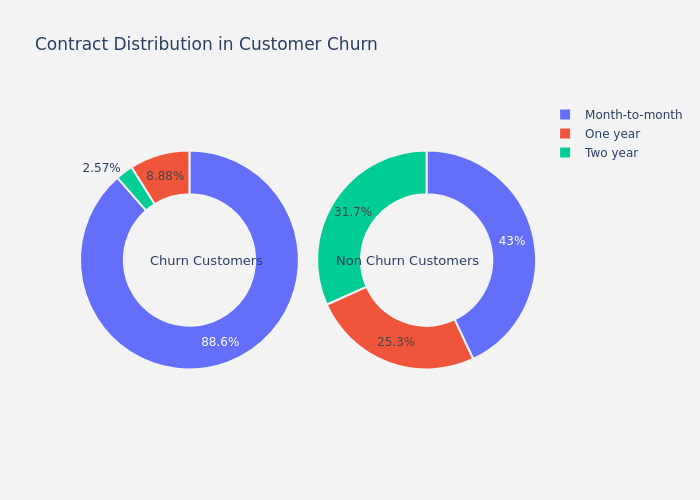 Contract Distribution in Customer Churn
Month-to-month
One year
Two year
2.57%
8.88%
31.7%
43%
Churn Customers
Non Churn Customers
88.6%
25.3%